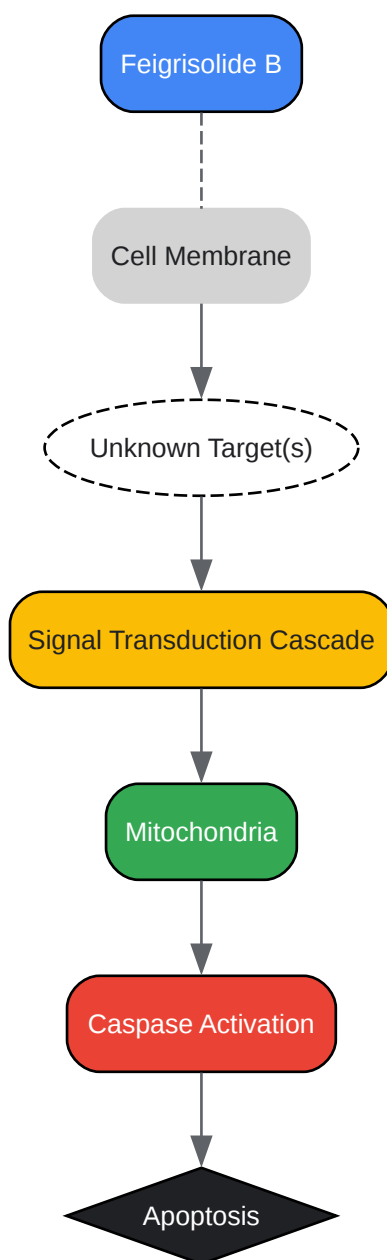 Feigrisolide B
Cell Membrane
Unknown Target(s)
Signal Transduction Cascade
Mitochondria
Caspase Activation
Apoptosis